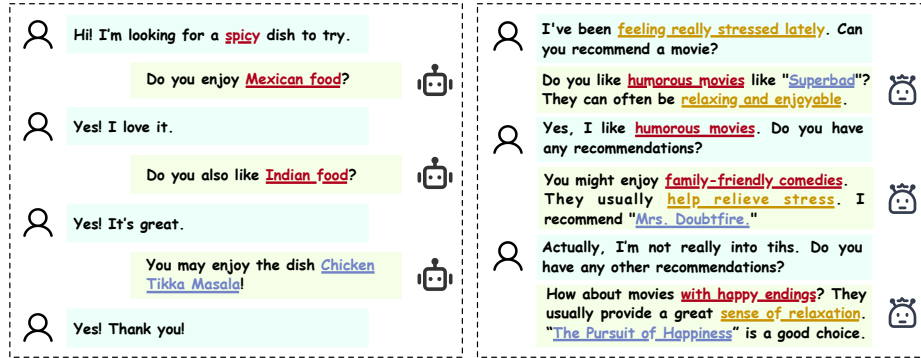 Hi! I'm looking for a spicy dish to try.
Do you enjoy Mexican food?
Yes! I love it.
Do you also like Indian food?
Yes! It's great.
You may enjoy the dish Chicken
Tikka Masala!
Yes! Thank you!
I've been feeling really stressed lately. Can
you recommend a movie?
Do you like humorous movies like "Superbad"?
They can often be relaxing and enjoyable.
Yes, I like humorous movies. Do you have
any recommendations?
You might enjoy family-friendly comedies.
They usually help relieve stress. I
recommend "Mrs. Doubtfire."
Actually, I'm not really into tihs. Do you
have any other recommendations?
How about movies with happy endings? They
usually provide a great sense of relaxation.
"The Pursuit of Happiness" is a good choice.